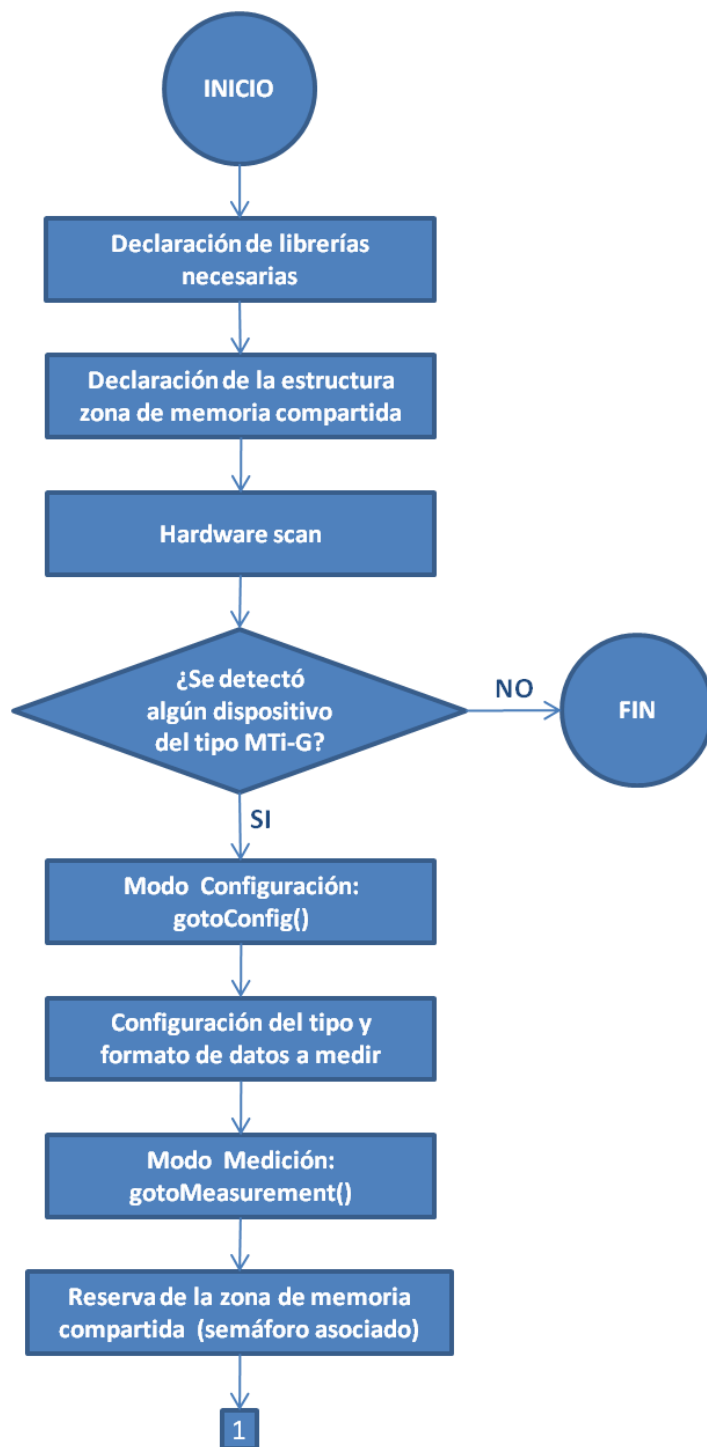 INICIO
Declaración de librerías
necesarias
Declaración de la estructura
zona de memoria compartida
Hardware scan
¿Se detectó
algún dispositivo
del tipo MTi-G?
NO
FIN
SI
Modo Configuración:
gotoConfig()
Configuración del tipo y
formato de datos a medir
Modo Medición:
gotoMeasurement()
Reserva de la zona de memoria
compartida (semáforo asociado)
1